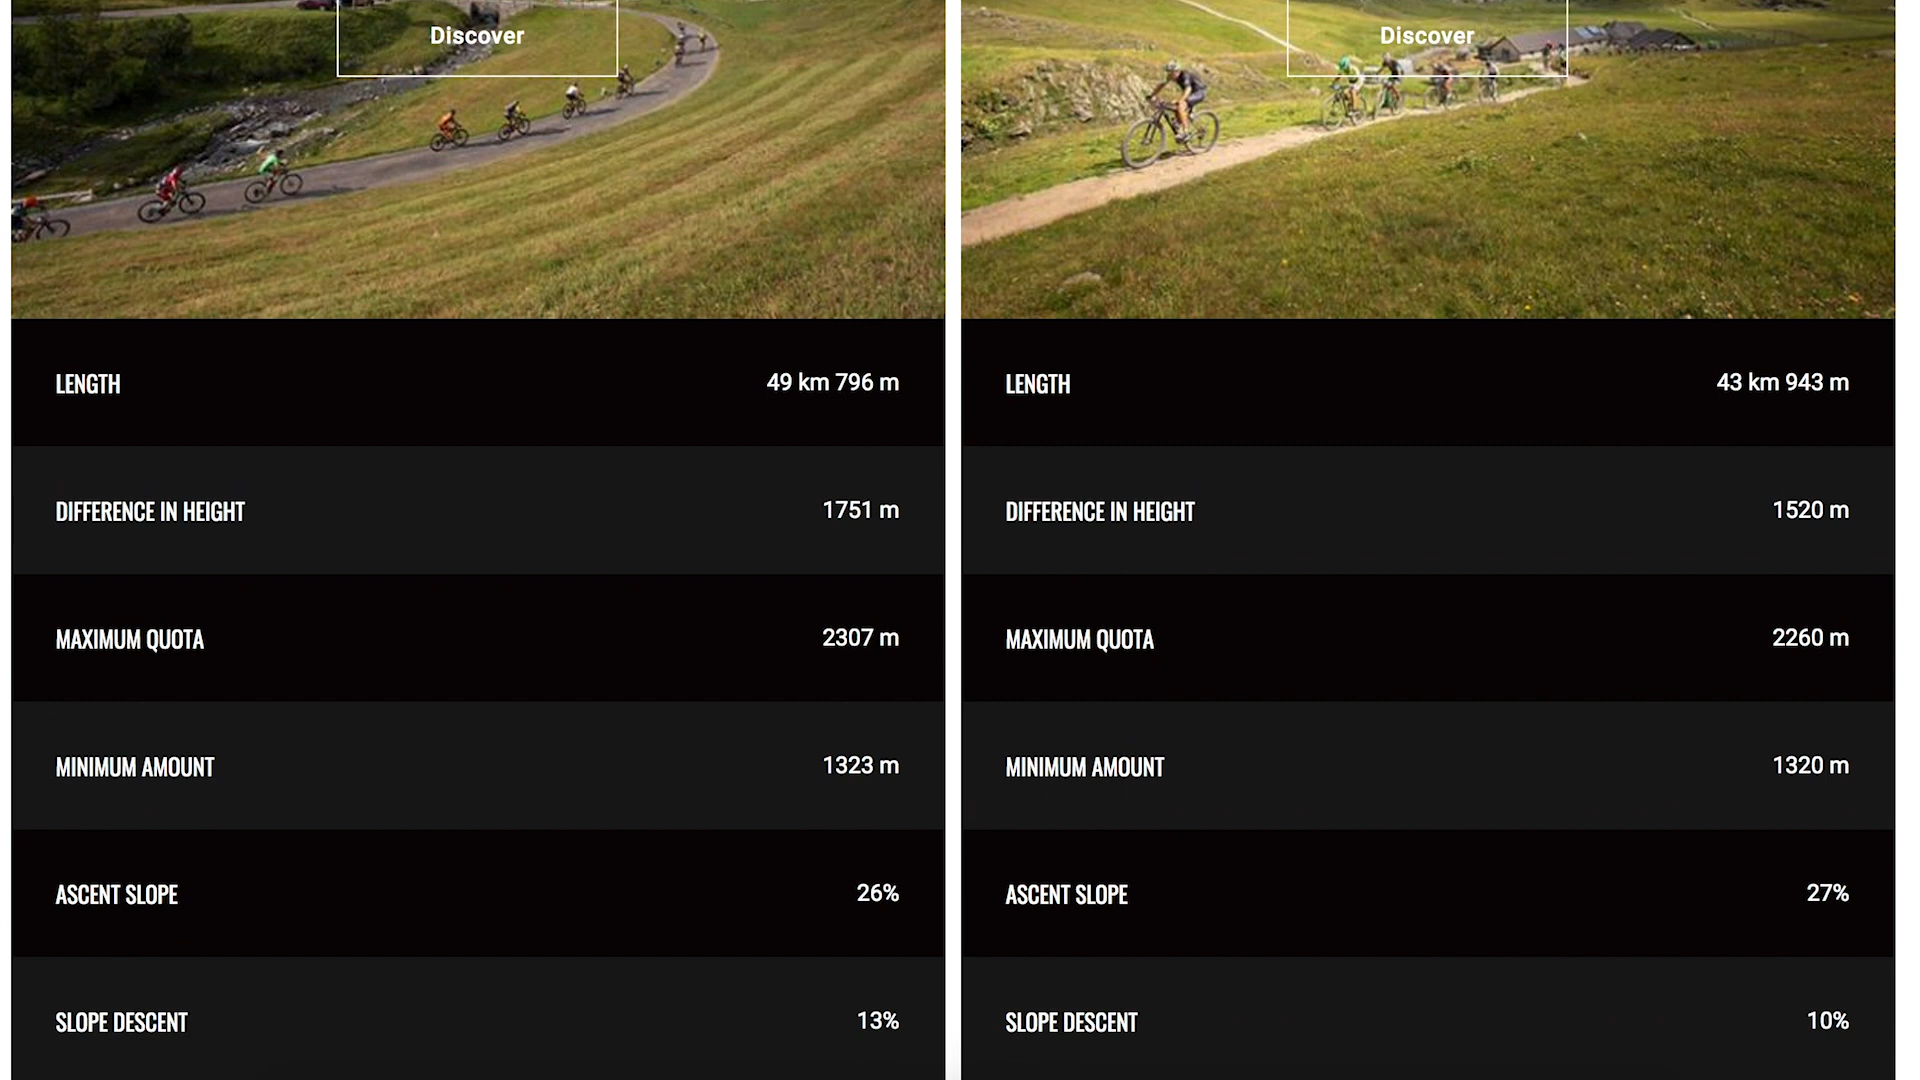 Discover
LENGTH 49 km 796 m
DIFFERENCE IN HEIGHT 1751 m
MAXIMUM QUOTA 2307 m
MINIMUM AMOUNT 1323 m
ASCENT SLOPE 26%
SLOPE DESCENT 13%
Discover
LENGTH 43 km 943 m
DIFFERENCE IN HEIGHT 1520 m
MAXIMUM QUOTA 2260 m
MINIMUM AMOUNT 1320 m
ASCENT SLOPE 27%
SLOPE DESCENT 10%